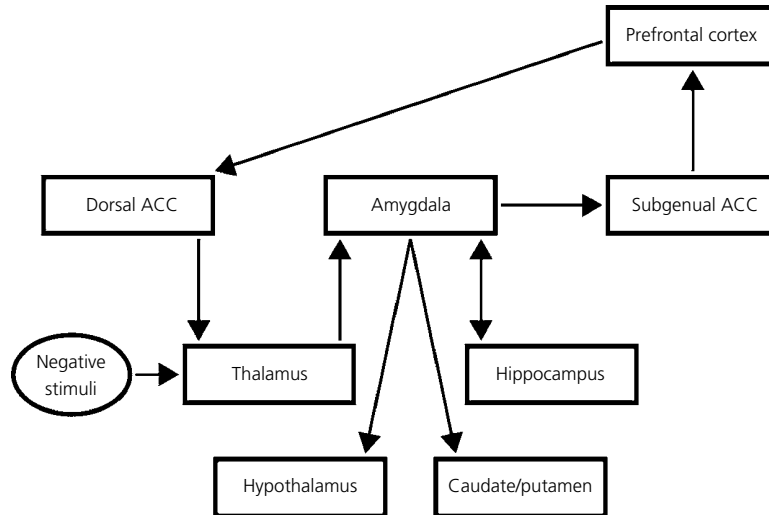 Prefrontal cortex
Dorsal ACC
Amygdala
Subgenual ACC
Negative
stimuli
Thalamus
Hippocampus
Hypothalamus
Caudate/putamen